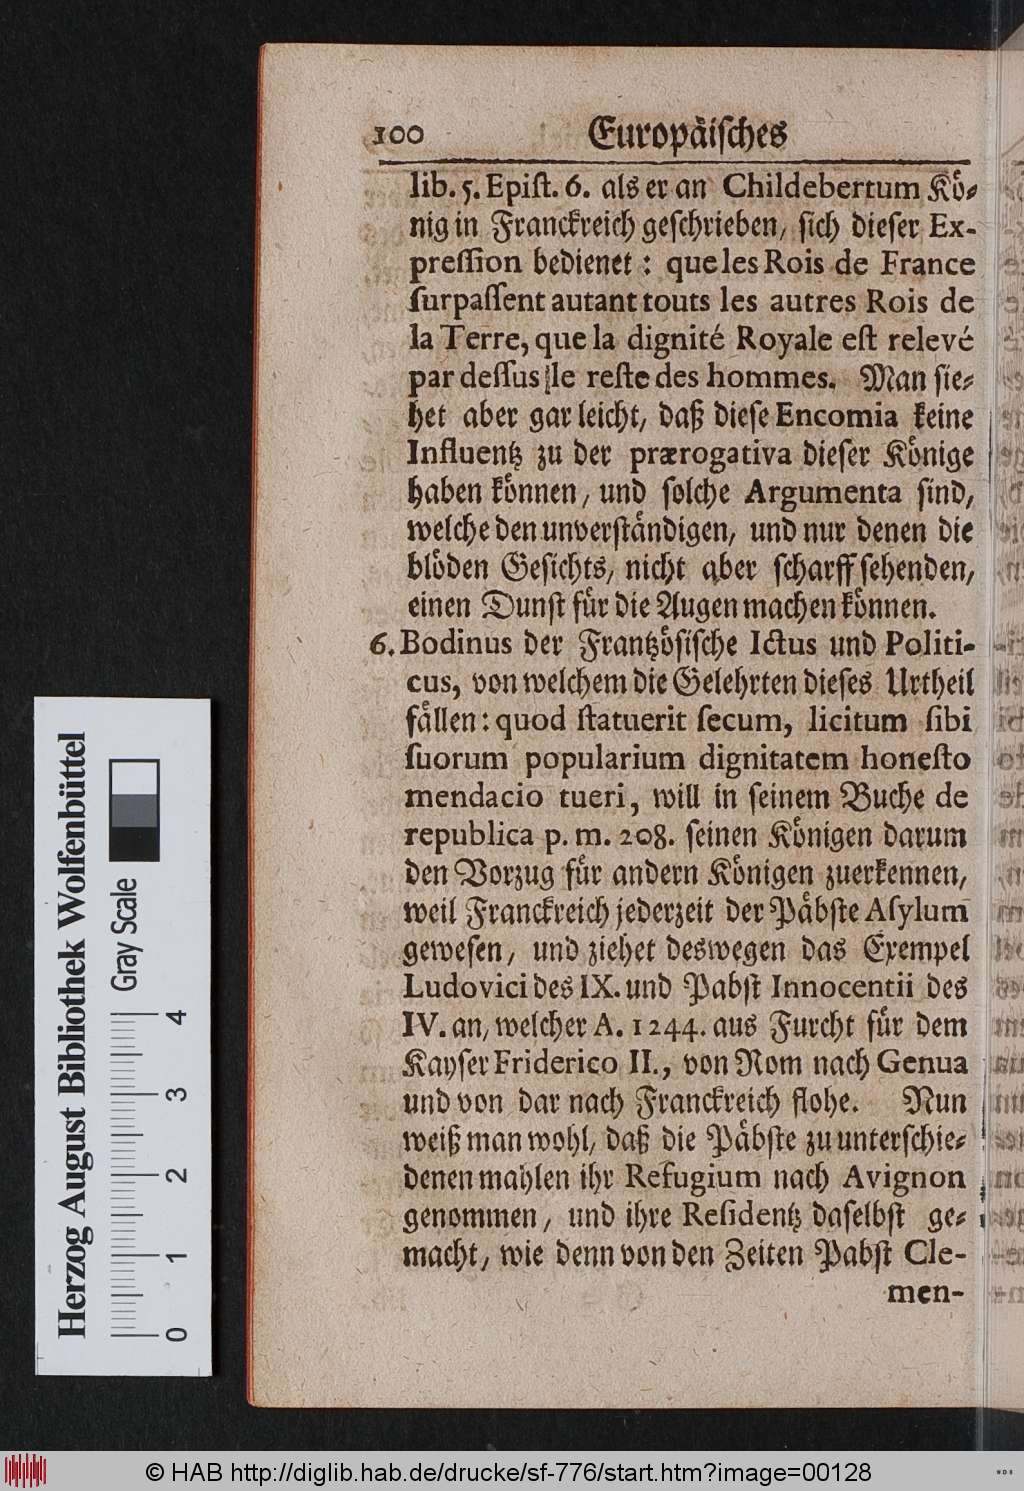 100 Europäiſches
lib. 5. Epiſt. 6. als er an Childebertum Kö⸗
nig in Franckreich geſchrieben, ſich dieſer Ex-
preſſion bedienet: que les Rois de France
ſurpaſſent autant touts les autres Rois de
la Terre, que la dignité Royale eſt relevé
par deſſus le reſte des hommes. Man ſie⸗
het aber gar leicht, daß dieſe Encomia keine
Influentz zu der prærogativa dieſer Könige
haben können, und ſolche Argumenta ſind,
welche den unverſtändigen, und nur denen die
blöden Geſichts, nicht aber ſcharff ſehenden,
einen Dunſt für die Augen machen können.
6. Bodinus der Frantzöſiſche Ictus und Politi-
cus, von welchem die Gelehrten dieſes Urtheil
fällen: quod ſtatuerit ſecum, licitum ſibi
ſuorum popularium dignitatem honeſto
mendacio tueri, will in ſeinem Buche de
republica p. m. 208. ſeinen Königen darum
den Vorzug für andern Königen zuerkennen,
weil Franckreich jederzeit der Päbſte Aſylum
geweſen, und ziehet deswegen das Exempel
Ludovici des IX. und Pabſt Innocentii des
IV. an, welcher A. 1244. aus Furcht für dem
Kayſer Friderico II., von Rom nach Genua
und von dar nach Franckreich flohe. Nun
weiß man wohl, daß die Päbſte zu unterſchie⸗
denen mahlen ihr Refugium nach Avignon
genommen, und ihre Reſidentz daſelbſt ge⸗
macht, wie denn von den Zeiten Pabſt Cle-
men-
Herzog August Bibliothek Wolfenbüttel
Gray Scale
0 1 2 3 4
© HAB http://diglib.hab.de/drucke/sf-776/start.htm?image=00128